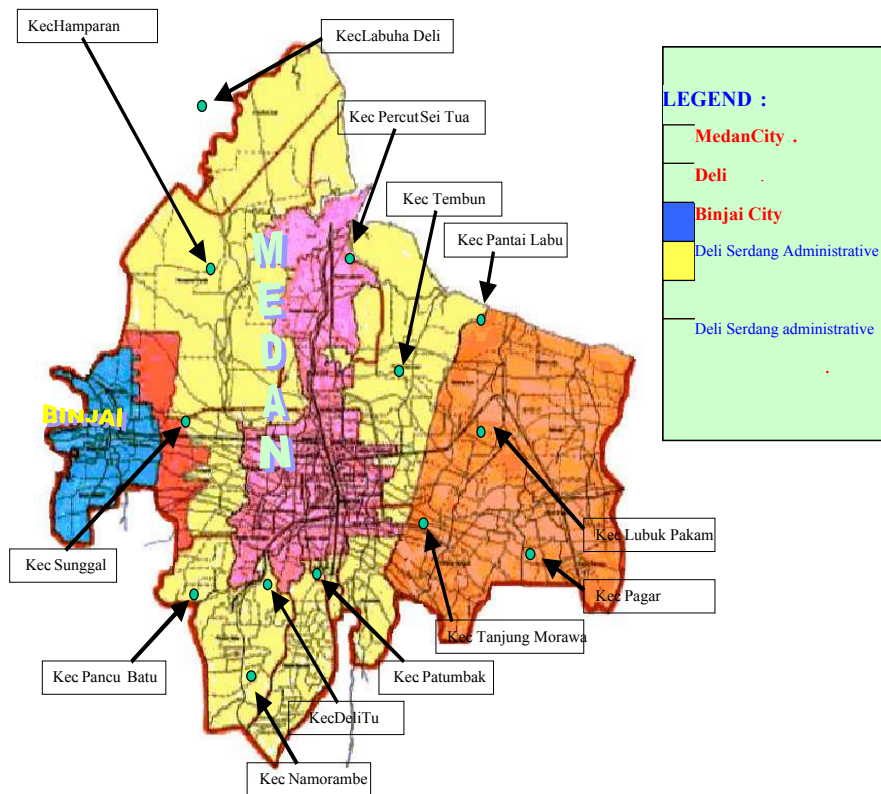 KecHamparan
KecLabuha Deli
Kec PercutSei Tua
Kec Tembun
Kec Pantai Labu
MEDAN
BINJAI
Kec Sunggal
Kec Lubuk Pakam
Kec Pagar
Kec Tanjung Morawa
Kec Pancu Batu
Kec Patumbak
KecDeliTu
Kec Namorambe
LEGEND :
MedanCity .
Deli .
Binjai City
Deli Serdang Administrative
Deli Serdang administrative
.